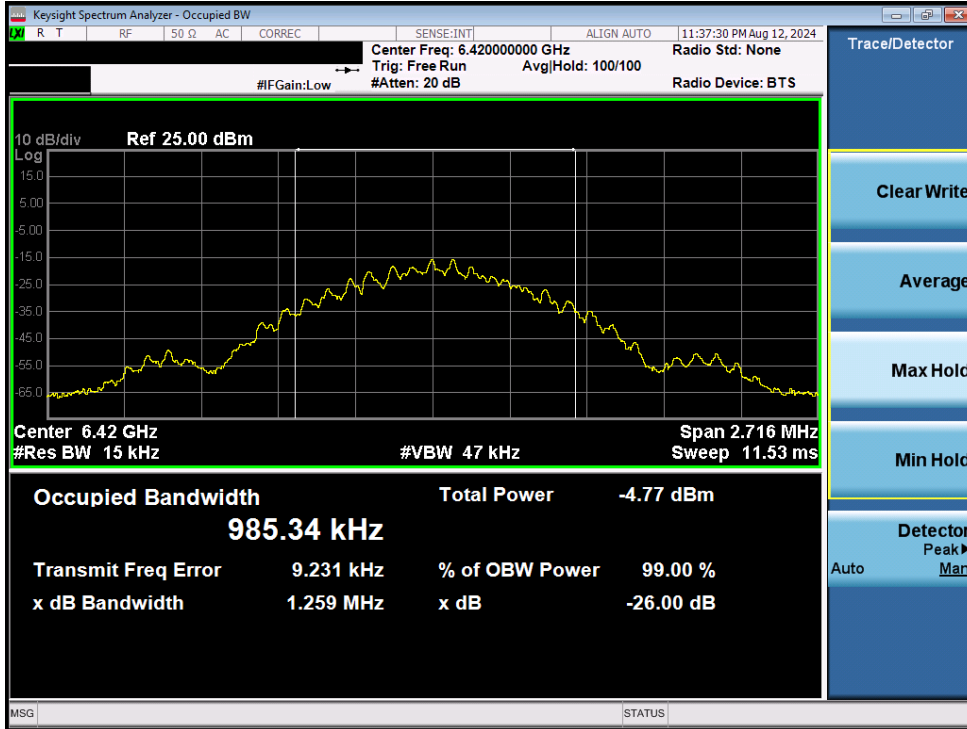 Keysight Spectrum Analyzer - Occupied BW
LXI R T RF 50 Ω AC CORREC SENSE:INT ALIGN AUTO 11:37:30 PM Aug 12, 2024
Center Freq: 6.420000000 GHz Radio Std: None
Trig: Free Run Avg|Hold: 100/100
#IFGain:Low #Atten: 20 dB Radio Device: BTS
10 dB/div Ref 25.00 dBm
Log
15.0
5.00
-5.00
-15.0
-25.0
-35.0
-45.0
-55.0
-65.0
Center 6.42 GHz Span 2.716 MHz
#Res BW 15 kHz #VBW 47 kHz Sweep 11.53 ms
Occupied Bandwidth Total Power -4.77 dBm
985.34 kHz
Transmit Freq Error 9.231 kHz % of OBW Power 99.00 %
x dB Bandwidth 1.259 MHz x dB -26.00 dB
MSG STATUS
Trace/Detector
Clear Write
Average
Max Hold
Min Hold
Detector
Peak
Auto Man